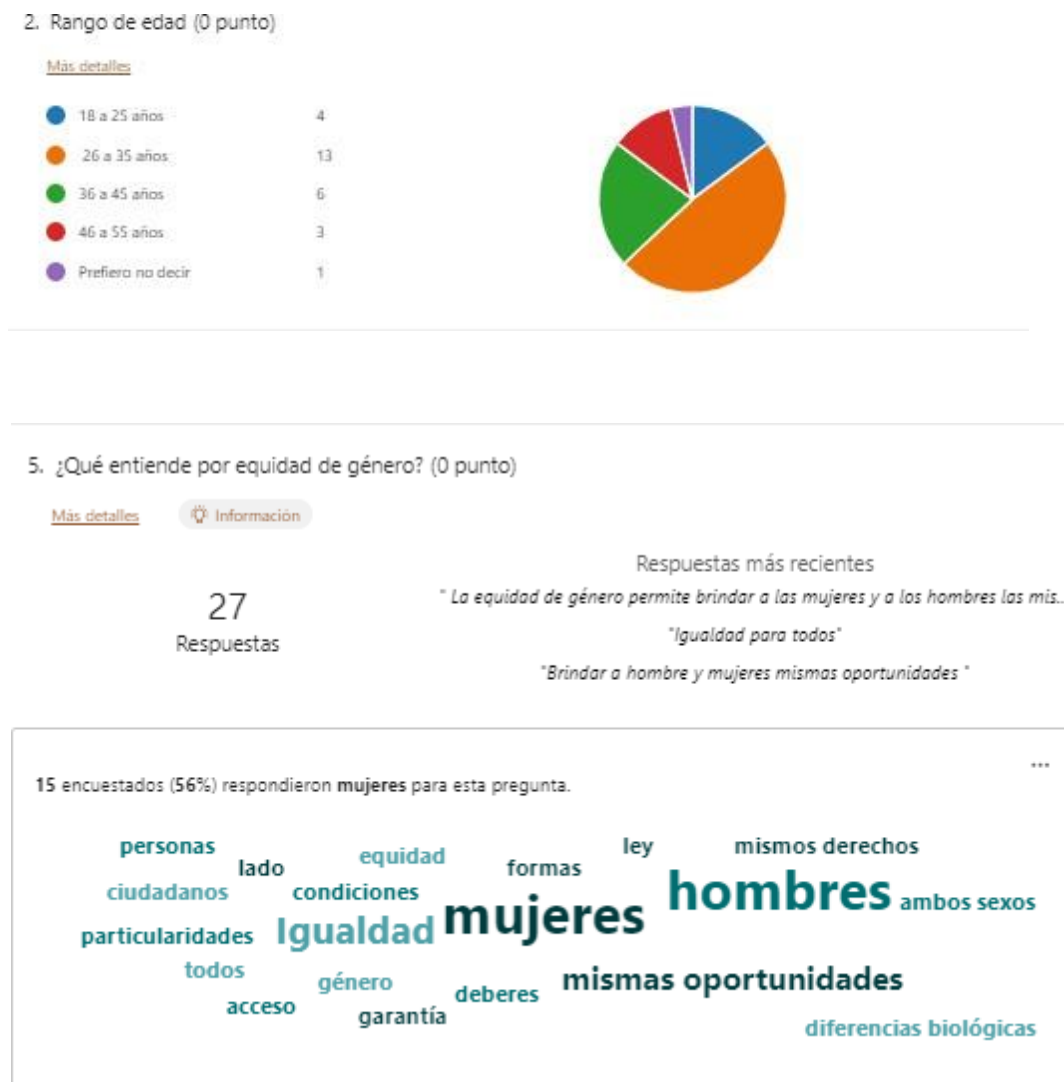 2. Rango de edad (0 punto)
Más detalles
18 a 25 años 4
26 a 35 años 13
36 a 45 años 6
46 a 55 años 3
Prefiero no decir 1
5. ¿Qué entiende por equidad de género? (0 punto)
Más detalles Información
Respuestas más recientes
27
Respuestas
" La equidad de género permite brindar a las mujeres y a los hombres las mis...
"Igualdad para todos"
"Brindar a hombre y mujeres mismas oportunidades "
...
15 encuestados (56%) respondieron mujeres para esta pregunta.
personas lado equidad formas ley mismos derechos
ciudadanos condiciones mujeres hombres ambos sexos
particularidades Igualdad
todos género deberes mismas oportunidades
acceso garantía diferencias biológicas